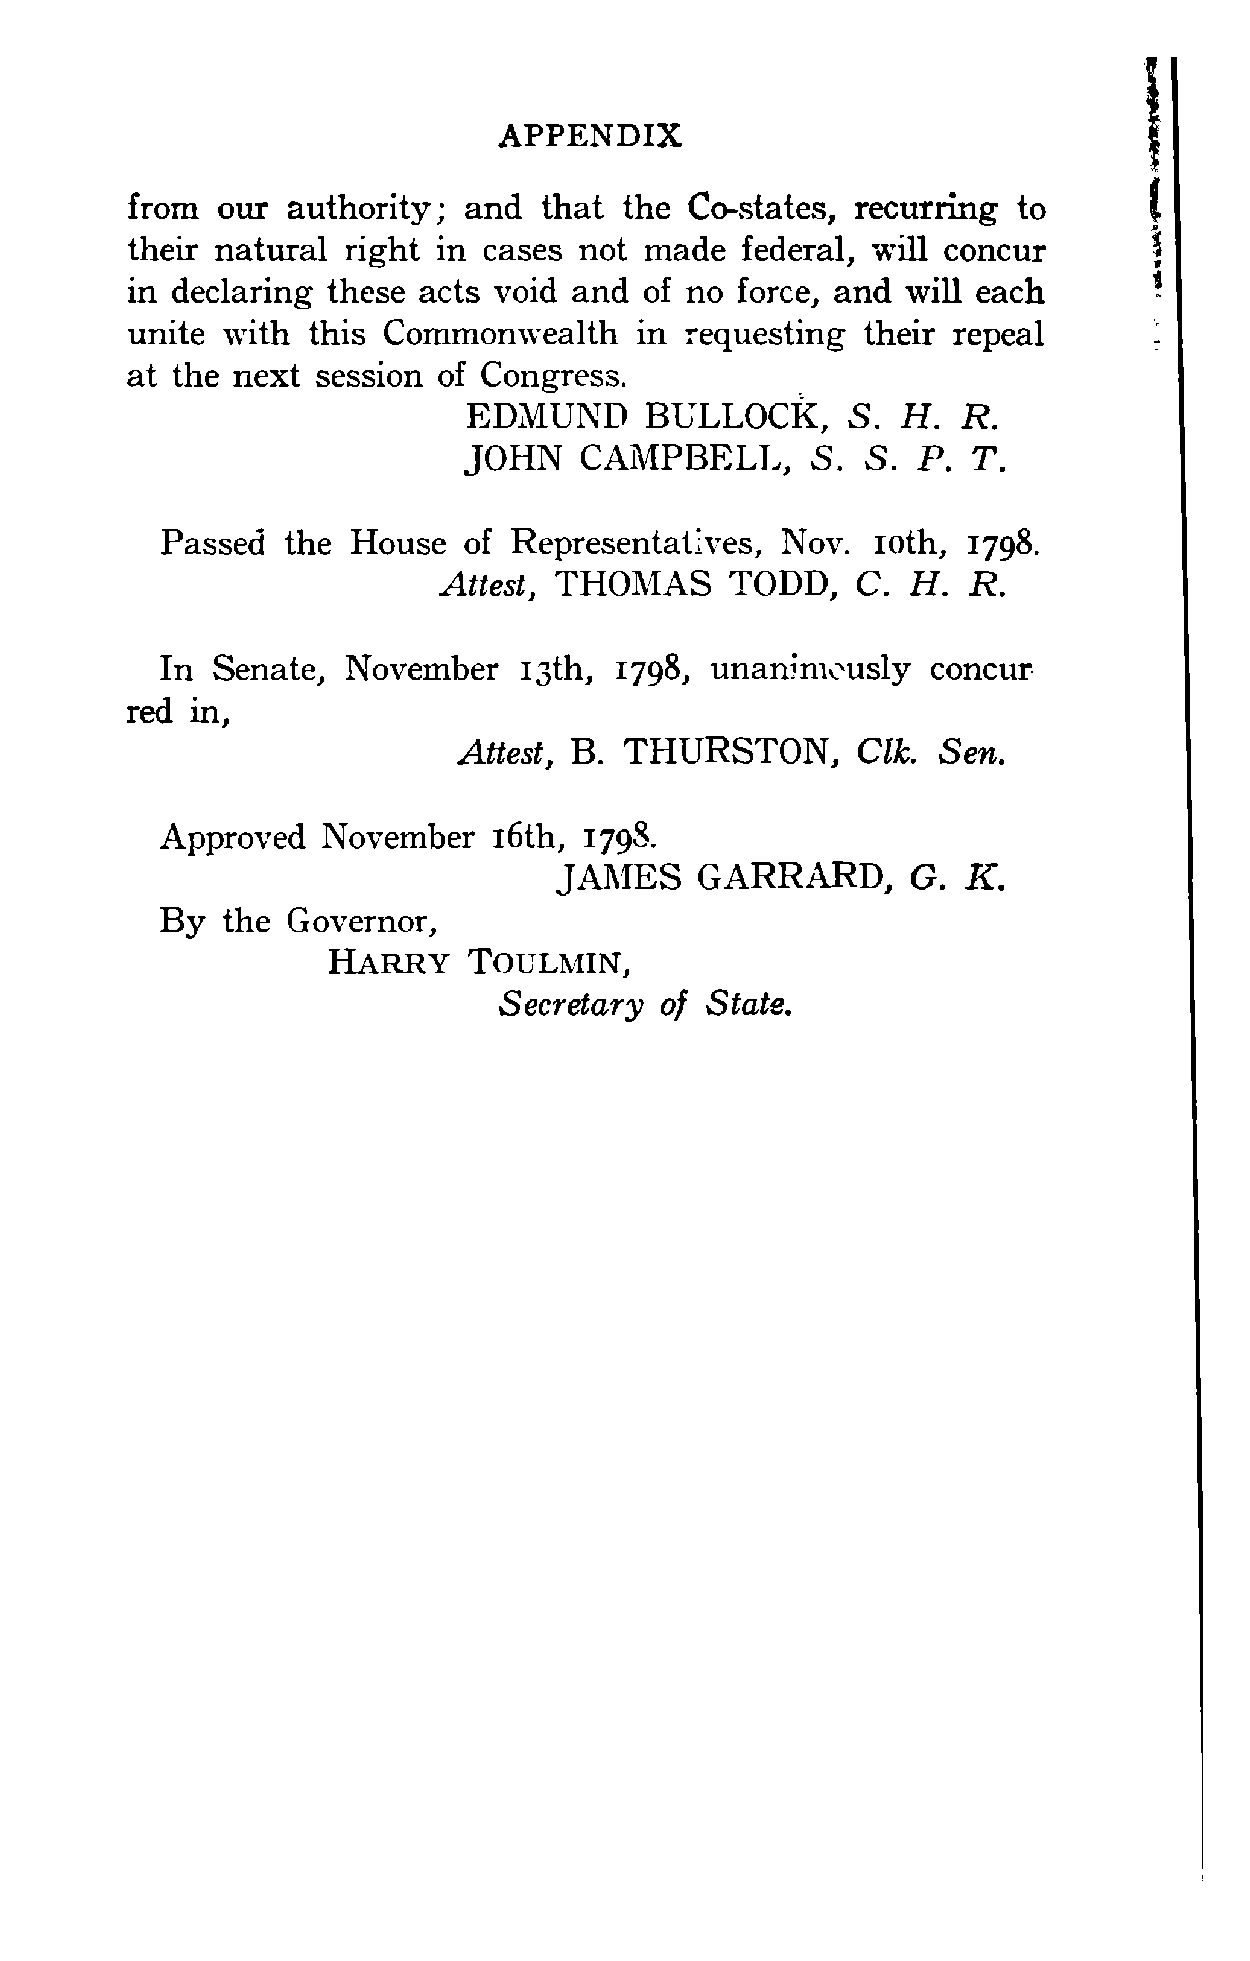 APPENDIX
from our authority; and that the Co-states, recurring to
their natural right in cases not made federal, will concur
in declaring these acts void and of no force, and will each
unite with this Commonwealth in requesting their repeal
at the next session of Congress.
EDMUND BULLOCK, S. H. R.
JOHN CAMPBELL, S. S. P. T.
Passed the House of Representatives, Nov. 10th, 1798.
Attest, THOMAS TODD, C. H. R.
In Senate, November 13th, 1798, unanimously concur-
red in,
Attest, B. THURSTON, Clk. Sen.
Approved November 16th, 1798.
JAMES GARRARD, G. K.
By the Governor,
HARRY TOULMIN,
Secretary of State.